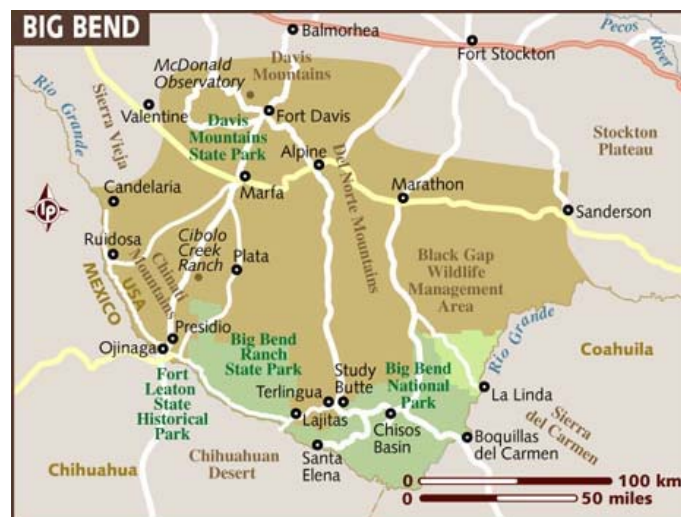 BIG BEND
Balmorhea
Pecos
River
Fort Stockton
McDonald
Observatory
Davis
Mountains
Rio
Grande
Sierra Vieja
Valentine
Fort Davis
Davis
Mountains
State Park
Alpine
Del Norte Mountains
Stockton
Plateau
Candelaria
Marfa
Marathon
Sanderson
LP
Ruidosa
Cibolo
Creek
Ranch
Plata
Black Gap
Wildlife
Management
Area
MEXICO
USA
Chinati
Mountains
Presidio
Ojinaga
Big Bend
Ranch
State Park
Study
Butte
Big Bend
National
Park
Rio Grande
Coahuila
Fort
Leaton
State
Historical
Park
Terlingua
Lajitas
La Linda
Chisos
Basin
Sierra
del Carmen
Boquillas
del Carmen
Chihuahua
Chihuahuan
Desert
Santa
Elena
0
100 km
0
50 miles